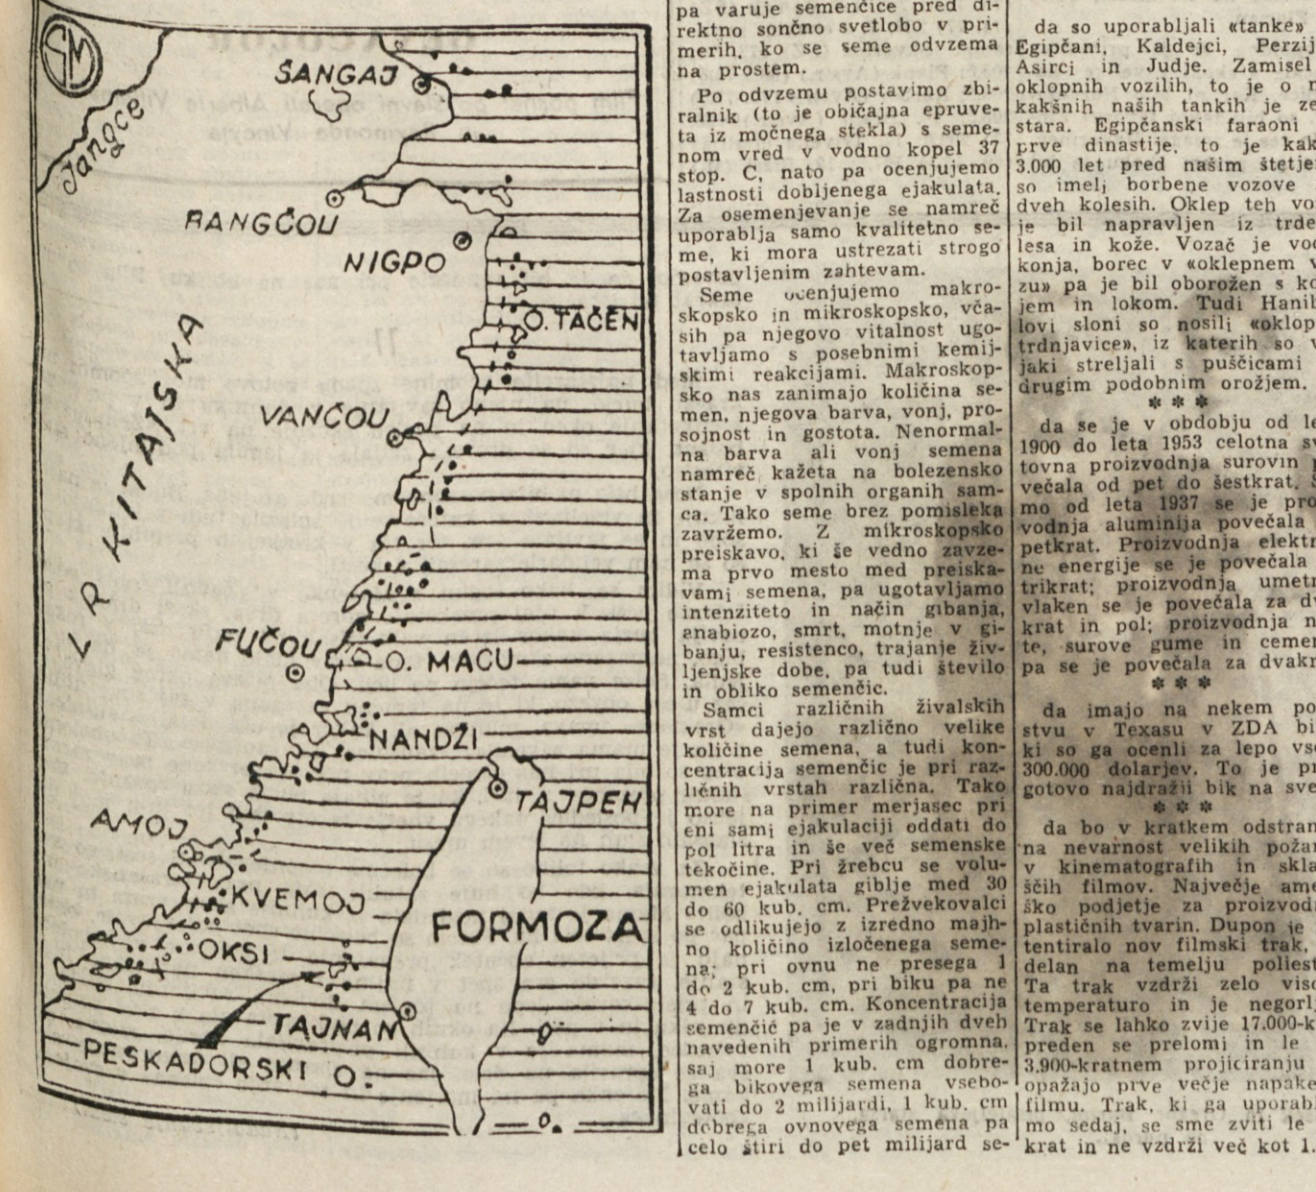 SM
ŠANGAJ
Jangce
HANGČOU
NIGPO
O. TAČEN
LR KITAJSKA
VANČOU
FUČOU
O. MACU
NANDŽI
TAJPEH
AMOJ
KVEMOJ
FORMOZA
OKSI
TAJNAN
PESKADORSKI O.
pa varuje semenčice pred di-
rektno sončno svetlobo v pri-
merih, ko se seme odvzema
na prostem.
Po odvzemu postavimo zbi-
ralnik (to je običajna epruve-
ta iz močnega stekla) s seme-
nom vred v vodno kopel 37
stop. C, nato pa ocenjujemo
lastnosti dobljenega ejakulata.
Za osemenjevanje se namreč
uporablja samo kvalitetno se-
me, ki mora ustrezati strogo
postavljenim zahtevam.
Seme ocenjujemo makro-
skopsko in mikroskopsko, vča-
sih pa njegovo vitalnost ugo-
tavljamo s posebnimi kemij-
skimi reakcijami. Makroskop-
sko nas zanimajo količina se-
men, njegova barva, vonj, pro-
sojnost in gostota. Nenormal-
na barva ali vonj semena
namreč kažeta na bolezensko
stanje v spolnih organih sam-
ca. Tako seme brez pomisleka
zavržemo. Z mikroskopsko
preiskavo, ki še vedno zavze-
ma prvo mesto med preiska-
vami semena, pa ugotavljamo
intenziteto in način gibanja,
anabiozo, smrt, motnje v gi-
banju, resistenco, trajanje živ-
ljenjske dobe, pa tudi število
in obliko semenčic.
Samci različnih živalskih
vrst dajejo različno velike
količine semena, a tudi kon-
centracija semenčic je pri raz-
ličnih vrstah različna. Tako
more na primer merjasec pri
eni sami ejakulaciji oddati do
pol litra in še več semenske
tekočine. Pri žrebcu se volu-
men ejakulata giblje med 30
do 60 kub. cm. Prežvekovalci
se odlikujejo z izredno majh-
no količino izločenega seme-
na; pri ovnu ne presega 1
do 2 kub. cm, pri biku pa ne
4 do 7 kub. cm. Koncentracija
semenčic pa je v zadnjih dveh
navedenih primerih ogromna,
saj more 1 kub. cm dobre-
ga bikovega semena vsebo-
vati do 2 milijardi, 1 kub. cm
dobrega ovnovega semena pa
celo štiri do pet milijard se-
da so uporabljali «tanke»
Egipčani, Kaldejci, Perzij
Asirci in Judje. Zamisel
oklopnih vozilih, to je o
kakšnih naših tankih je
stara. Egipčanski faraoni
prve dinastije, to je kak
3.000 let pred našim štetje
so imeli borbene vozove
dveh kolesih. Oklep teh vo
je bil napravljen iz trde
lesa in kože. Vozač je vo
konja, borec v «oklepnem v
zu» pa je bil oborožen s ko
jem in lokom. Tudi Hanib
lovi sloni so nosili «oklop
trdnjavice», iz katerih so v
jaki streljali s puščicami
drugim podobnim orožjem.
* * *
da se je v obdobju od le
1900 do leta 1953 celotna sv
tovna proizvodnja surovin p
večala od pet do šestkrat. S
mo od leta 1937 se je pro
vodnja aluminija povečala
petkrat. Proizvodnja elektr
ne energije se je povečala
trikrat; proizvodnja umetn
vlaken se je povečala za dv
krat in pol; proizvodnja n
te, surove gume in cemen
pa se je povečala za dvakr
* * *
da imajo na nekem po
stvu v Texasu v ZDA bi
ki so ga ocenli za lepo vs
300.000 dolarjev. To je pr
gotovo najdražii bik na sve
* * *
da bo v kratkem odstran
na nevarnost velikih požar
v kinematografih in skla
ščih filmov. Največje ame
ško podjetje za proizvod
plastičnih tvarin. Dupon je
tentiralo nov filmski trak,
delan na temelju poliest
Ta trak vzdrži zelo viso
temperaturo in je negorl
Trak se lahko zvije 17.000-k
preden se prelomi in le
3.900-kratnem projiciranju
opažajo prve večje napake
filmu. Trak, ki ga uporabl
mo sedaj, se sme zviti le
krat in ne vzdrži več kot 1.